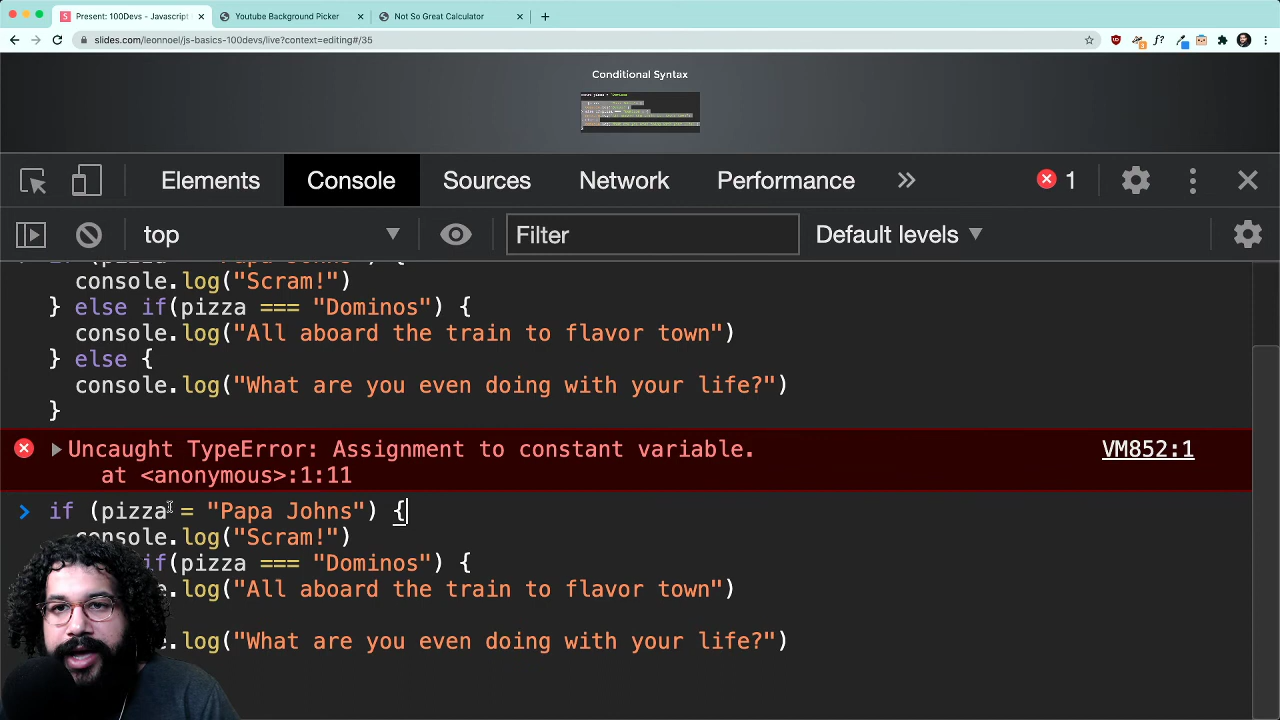 Present: 100Devs - Javascript
Youtube Background Picker
Not So Great Calculator
slides.com/leonnoel/js-basics-100devs/live?context=editing#/35
Conditional Syntax
Elements Console Sources Network Performance 1
top Filter Default levels
console.log("Scram!")
} else if(pizza === "Dominos") {
console.log("All aboard the train to flavor town")
} else {
console.log("What are you even doing with your life?")
}
Uncaught TypeError: Assignment to constant variable. VM852:1
at <anonymous>:1:11
if (pizza = "Papa Johns") {
console.log("Scram!")
if(pizza === "Dominos") {
.log("All aboard the train to flavor town")
.log("What are you even doing with your life?")